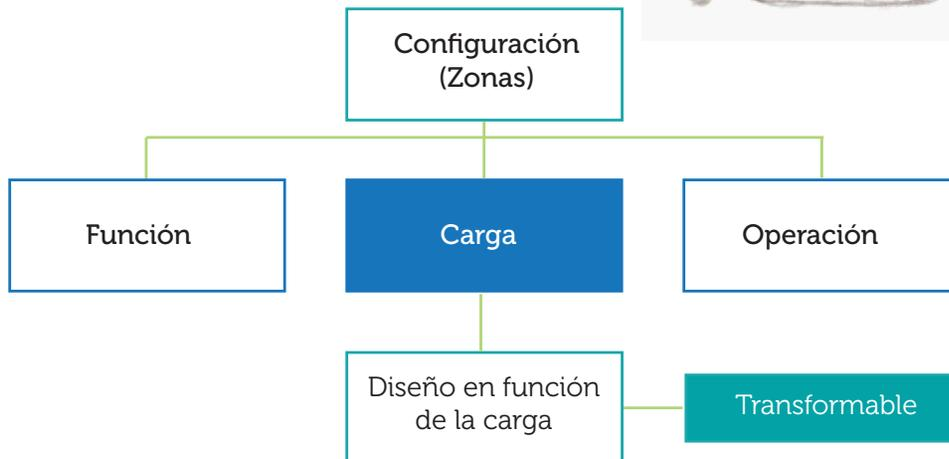 Configuración
(Zonas)
Función
Carga
Operación
Diseño en función
de la carga
Transformable